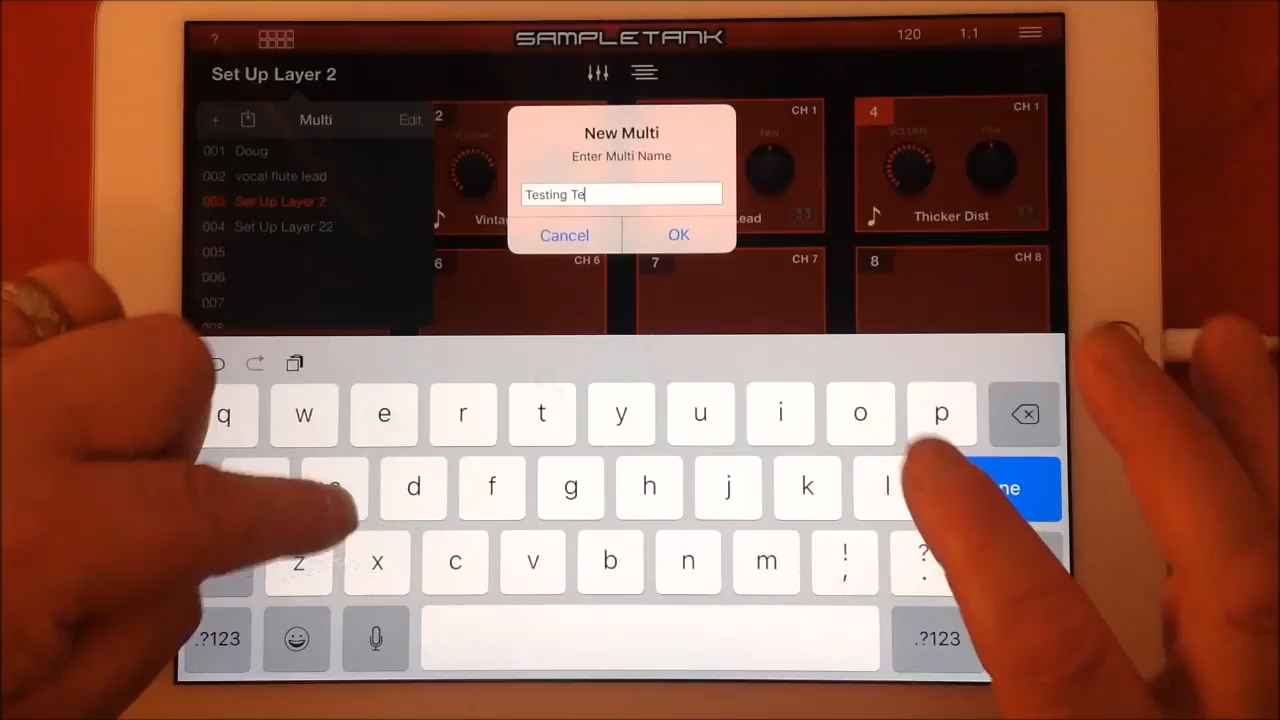 ?
SAMPLETANK
120
1:1
Set Up Layer 2
+
Multi
Edit
001 Doug
002 vocal flute lead
003 Set Up Layer 2
004 Set Up Layer 22
005
006
007
2
VOLUME
CH 1
PAN
4
CH 1
VOLUME
PAN
Lead
Thicker Dist
6
CH 6
7
CH 7
8
CH 8
New Multi
Enter Multi Name
Testing Te
Cancel
OK
q w e r t y u i o p
d f g h j k l
z x c v b n m ! , ? .
.?123
.?123